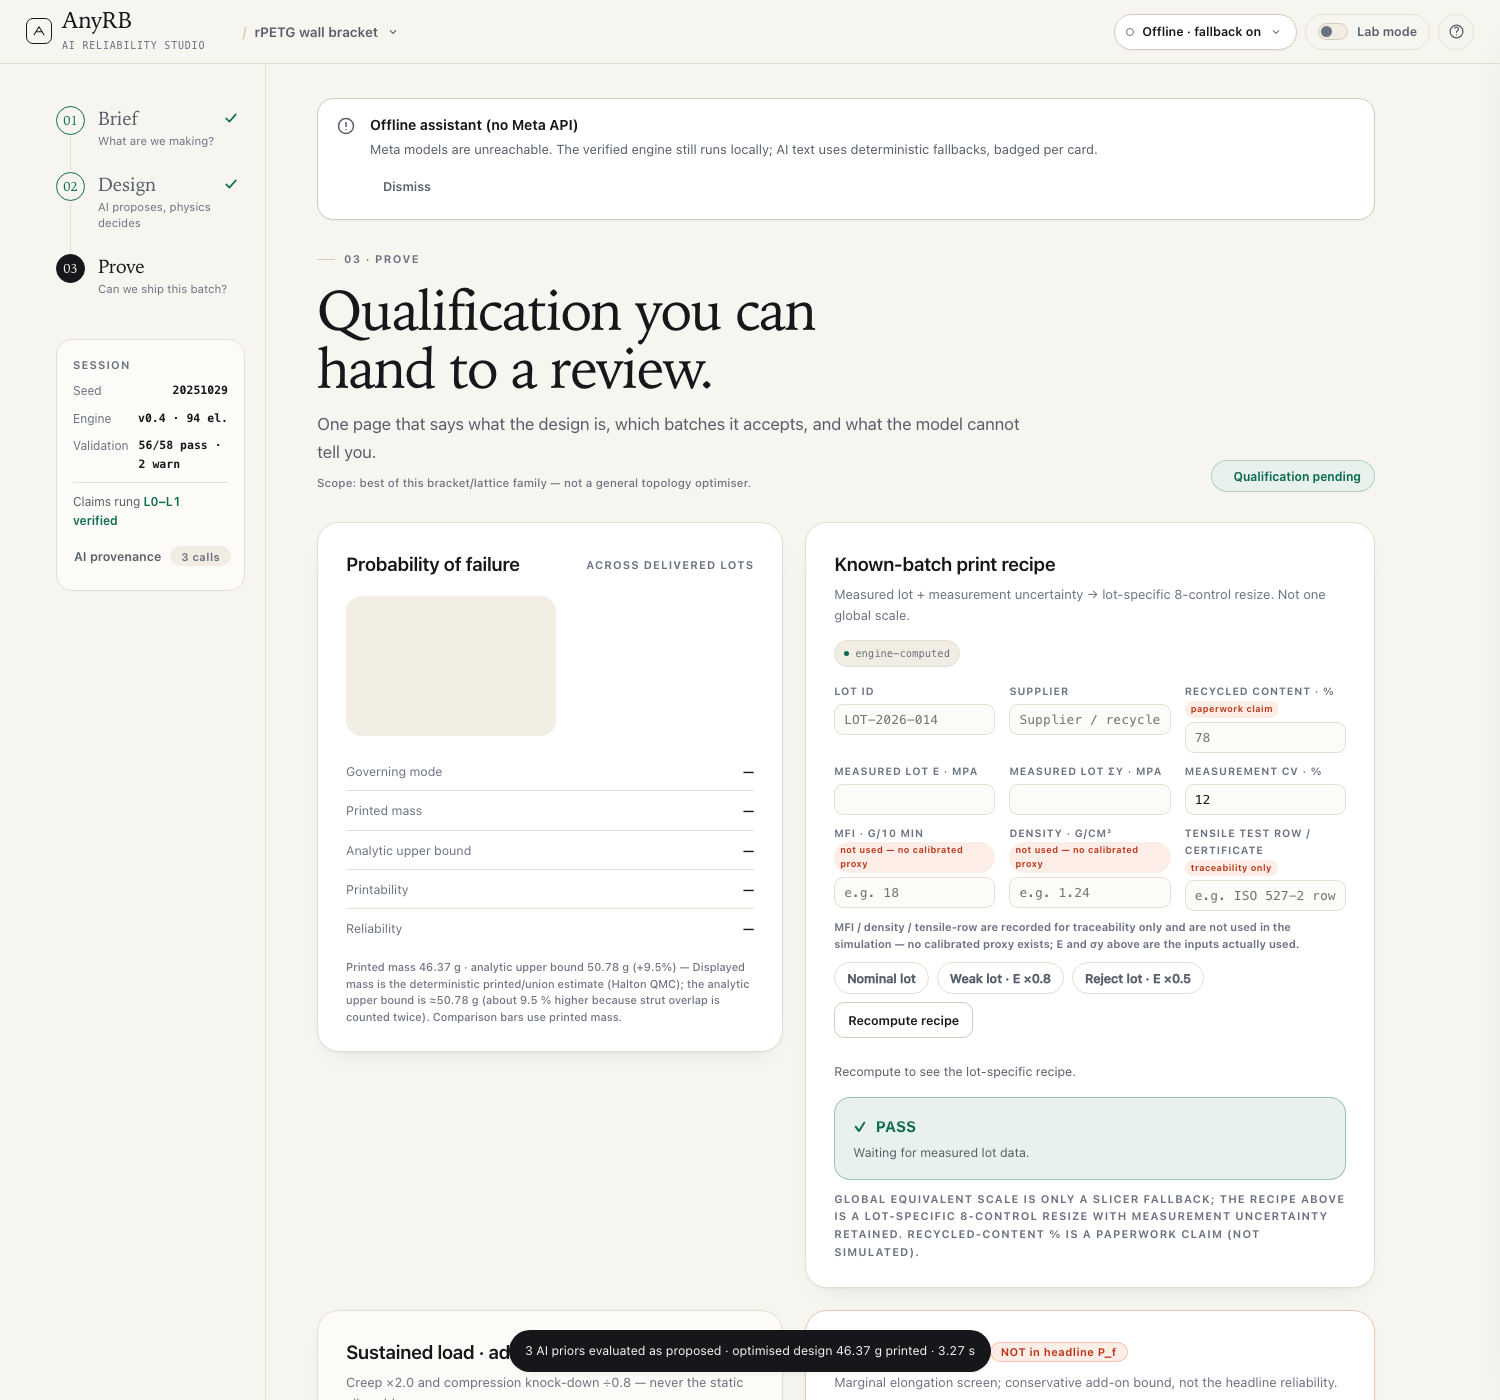 AnyRB
AI RELIABILITY STUDIO
/ rPETG wall bracket
Offline · fallback on
Lab mode
01 Brief
What are we making?
02 Design
AI proposes, physics
decides
03 Prove
Can we ship this batch?
SESSION
Seed 20251029
Engine v0.4 · 94 el.
Validation 56/58 pass ·
2 warn
Claims rung L0–L1
verified
AI provenance 3 calls
Offline assistant (no Meta API)
Meta models are unreachable. The verified engine still runs locally; AI text uses deterministic fallbacks, badged per card.
Dismiss
03 · PROVE
Qualification you can
hand to a review.
One page that says what the design is, which batches it accepts, and what the model cannot
tell you.
Scope: best of this bracket/lattice family — not a general topology optimiser.
Qualification pending
Probability of failure
ACROSS DELIVERED LOTS
Governing mode —
Printed mass —
Analytic upper bound —
Printability —
Reliability —
Printed mass 46.37 g · analytic upper bound 50.78 g (+9.5%) — Displayed
mass is the deterministic printed/union estimate (Halton QMC); the analytic
upper bound is ≈50.78 g (about 9.5 % higher because strut overlap is
counted twice). Comparison bars use printed mass.
Known-batch print recipe
Measured lot + measurement uncertainty → lot-specific 8-control resize. Not one
global scale.
engine-computed
LOT ID
LOT-2026-014
SUPPLIER
Supplier / recycle
RECYCLED CONTENT · %
paperwork claim
78
MEASURED LOT E · MPA
MEASURED LOT ΣY · MPA
MEASUREMENT CV · %
12
MFI · G/10 MIN
not used — no calibrated
proxy
e.g. 18
DENSITY · G/CM³
not used — no calibrated
proxy
e.g. 1.24
TENSILE TEST ROW /
CERTIFICATE
traceability only
e.g. ISO 527-2 row
MFI / density / tensile-row are recorded for traceability only and are not used in the
simulation — no calibrated proxy exists; E and σy above are the inputs actually used.
Nominal lot
Weak lot · E ×0.8
Reject lot · E ×0.5
Recompute recipe
Recompute to see the lot-specific recipe.
PASS
Waiting for measured lot data.
GLOBAL EQUIVALENT SCALE IS ONLY A SLICER FALLBACK; THE RECIPE ABOVE
IS A LOT-SPECIFIC 8-CONTROL RESIZE WITH MEASUREMENT UNCERTAINTY
RETAINED. RECYCLED-CONTENT % IS A PAPERWORK CLAIM (NOT
SIMULATED).
Sustained load · ad
Creep ×2.0 and compression knock-down ÷0.8 — never the static
3 AI priors evaluated as proposed · optimised design 46.37 g printed · 3.27 s
NOT in headline P_f
Marginal elongation screen; conservative add-on bound, not the headline reliability.